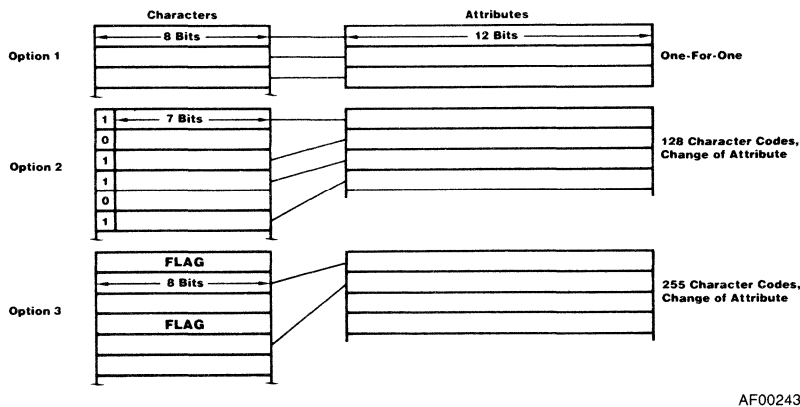 Characters
Attributes
Option 1
8 Bits
12 Bits
One-For-One
Option 2
1
7 Bits
0
1
1
0
1
128 Character Codes,
Change of Attribute
Option 3
FLAG
8 Bits
FLAG
255 Character Codes,
Change of Attribute
AF00243